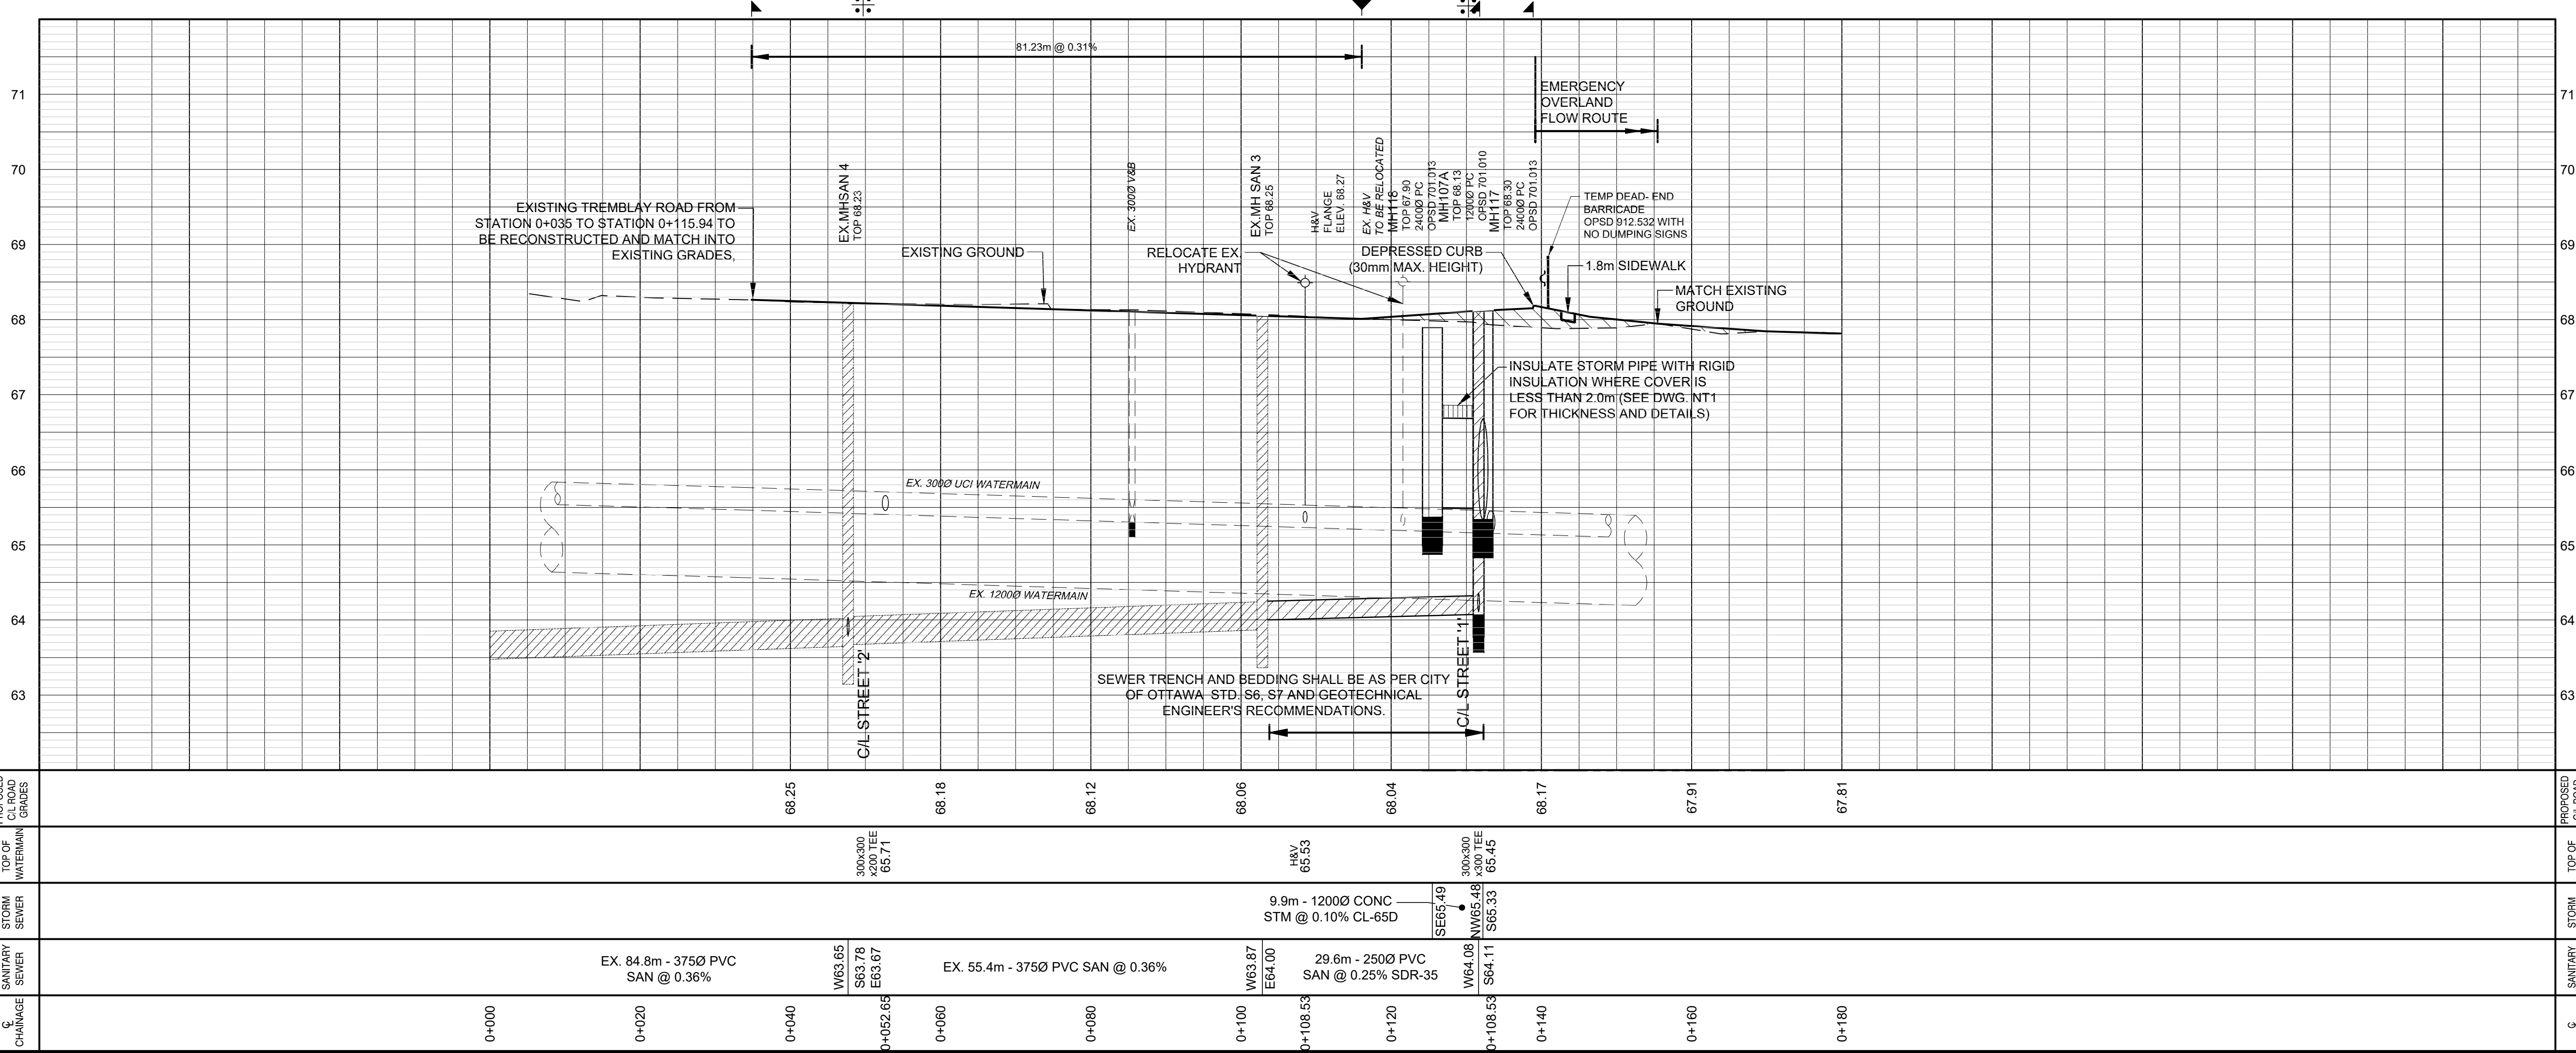 81.23m @ 0.31%
71
71
EMERGENCY
OVERLAND
FLOW ROUTE
70
70
EX.MHSAN 4
TOP 68.23
EX. 300Ø V&B
EX.MH SAN 3
TOP 68.25
H&V
FLANGE
ELEV. 68.27
EX. H&V
TO BE RELOCATED
MH118
TOP 67.90
2400Ø PC
OPSD 701.013
MH107A
TOP 68.13
1200Ø PC
OPSD 701.010
MH117
TOP 68.30
2400Ø PC
OPSD 701.013
TEMP DEAD- END
BARRICADE
OPSD 912.532 WITH
NO DUMPING SIGNS
EXISTING TREMBLAY ROAD FROM
STATION 0+035 TO STATION 0+115.94 TO
BE RECONSTRUCTED AND MATCH INTO
EXISTING GRADES,
69
69
EXISTING GROUND
RELOCATE EX.
HYDRANT
DEPRESSED CURB
(30mm MAX. HEIGHT)
1.8m SIDEWALK
MATCH EXISTING
GROUND
68
68
INSULATE STORM PIPE WITH RIGID
INSULATION WHERE COVER IS
LESS THAN 2.0m (SEE DWG. NT1
FOR THICKNESS AND DETAILS)
67
67
66
66
EX. 300Ø UCI WATERMAIN
65
65
EX. 1200Ø WATERMAIN
64
64
C/L STREET '2'
C/L STREET '1'
SEWER TRENCH AND BEDDING SHALL BE AS PER CITY
OF OTTAWA STD. S6, S7 AND GEOTECHNICAL
ENGINEER'S RECOMMENDATIONS.
63
63
C/L ROAD
GRADES
68.25
68.18
68.12
68.06
68.04
68.17
67.91
67.81
PROPOSED
TOP OF
WATERMAIN
300x300
x200 TEE
65.71
H&V
65.53
300x300
x300 TEE
65.45
TOP OF
STORM
SEWER
9.9m - 1200Ø CONC
STM @ 0.10% CL-65D
SE65.49
NW65.48
S65.33
STORM
SANITARY
SEWER
EX. 84.8m - 375Ø PVC
SAN @ 0.36%
W63.65
S63.78
E63.67
EX. 55.4m - 375Ø PVC SAN @ 0.36%
W63.87
E64.00
29.6m - 250Ø PVC
SAN @ 0.25% SDR-35
W64.08
S64.11
SANITARY
℄
CHAINAGE
0+000
0+020
0+040
0+052.65
0+060
0+080
0+100
0+108.53
0+120
0+108.53
0+140
0+160
0+180
℄